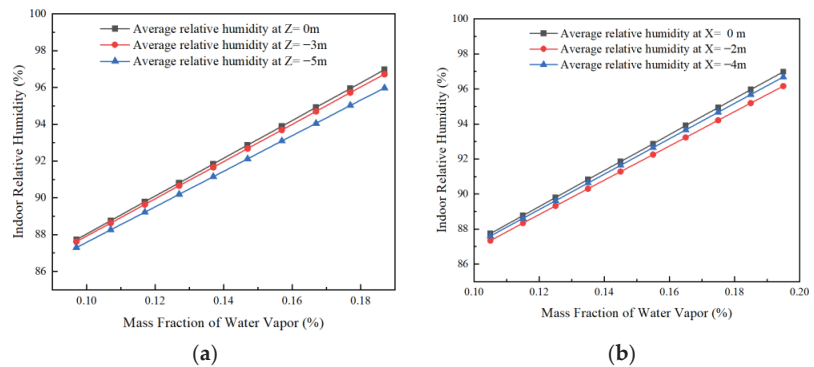 Average relative humidity at Z= 0m
Average relative humidity at Z= −3m
Average relative humidity at Z= −5m
100
98
96
94
92
90
88
86
Indoor Relative Humidity (%)
0.10
0.12
0.14
0.16
0.18
Mass Fraction of Water Vapor (%)
(a)
Average relative humidity at X= 0 m
Average relative humidity at X= −2m
Average relative humidity at X= −4m
100
98
96
94
92
90
88
86
Indoor Relative Humidity (%)
0.10
0.12
0.14
0.16
0.18
0.20
Mass Fraction of Water Vapor (%)
(b)